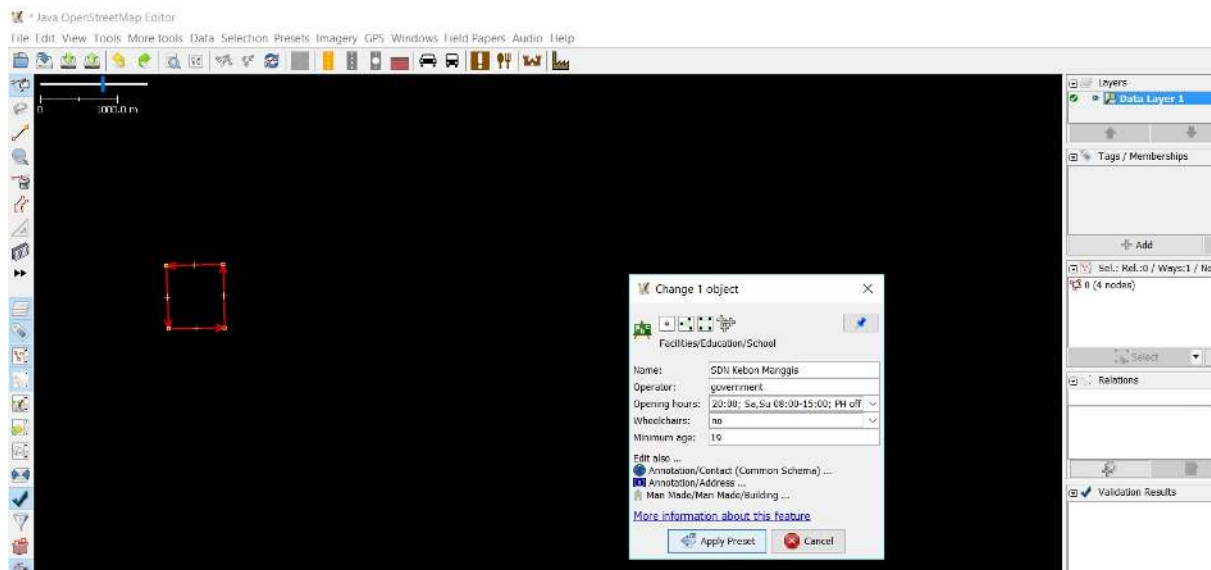 * Java OpenStreetMap Editor
File Edit View Tools More tools Data Selection Presets Imagery GPS Windows Field Papers Audio Help
0 1000.0 m
Layers
Data Layer 1
Tags / Memberships
Add
Sel.: Rel.:0 / Ways:1 / No
0 (4 nodes)
Select
Relations
Validation Results
Change 1 object
Facilities/Education/School
Name: SDN Kebon Manggis
Operator: government
Opening hours: 20:00; Sa,Su 08:00-15:00; PH off
Wheelchairs: no
Minimum age: 19
Edit also ...
Annotation/Contact (Common Schema) ...
Annotation/Address ...
Man Made/Man Made/Building ...
More information about this feature
Apply Preset Cancel